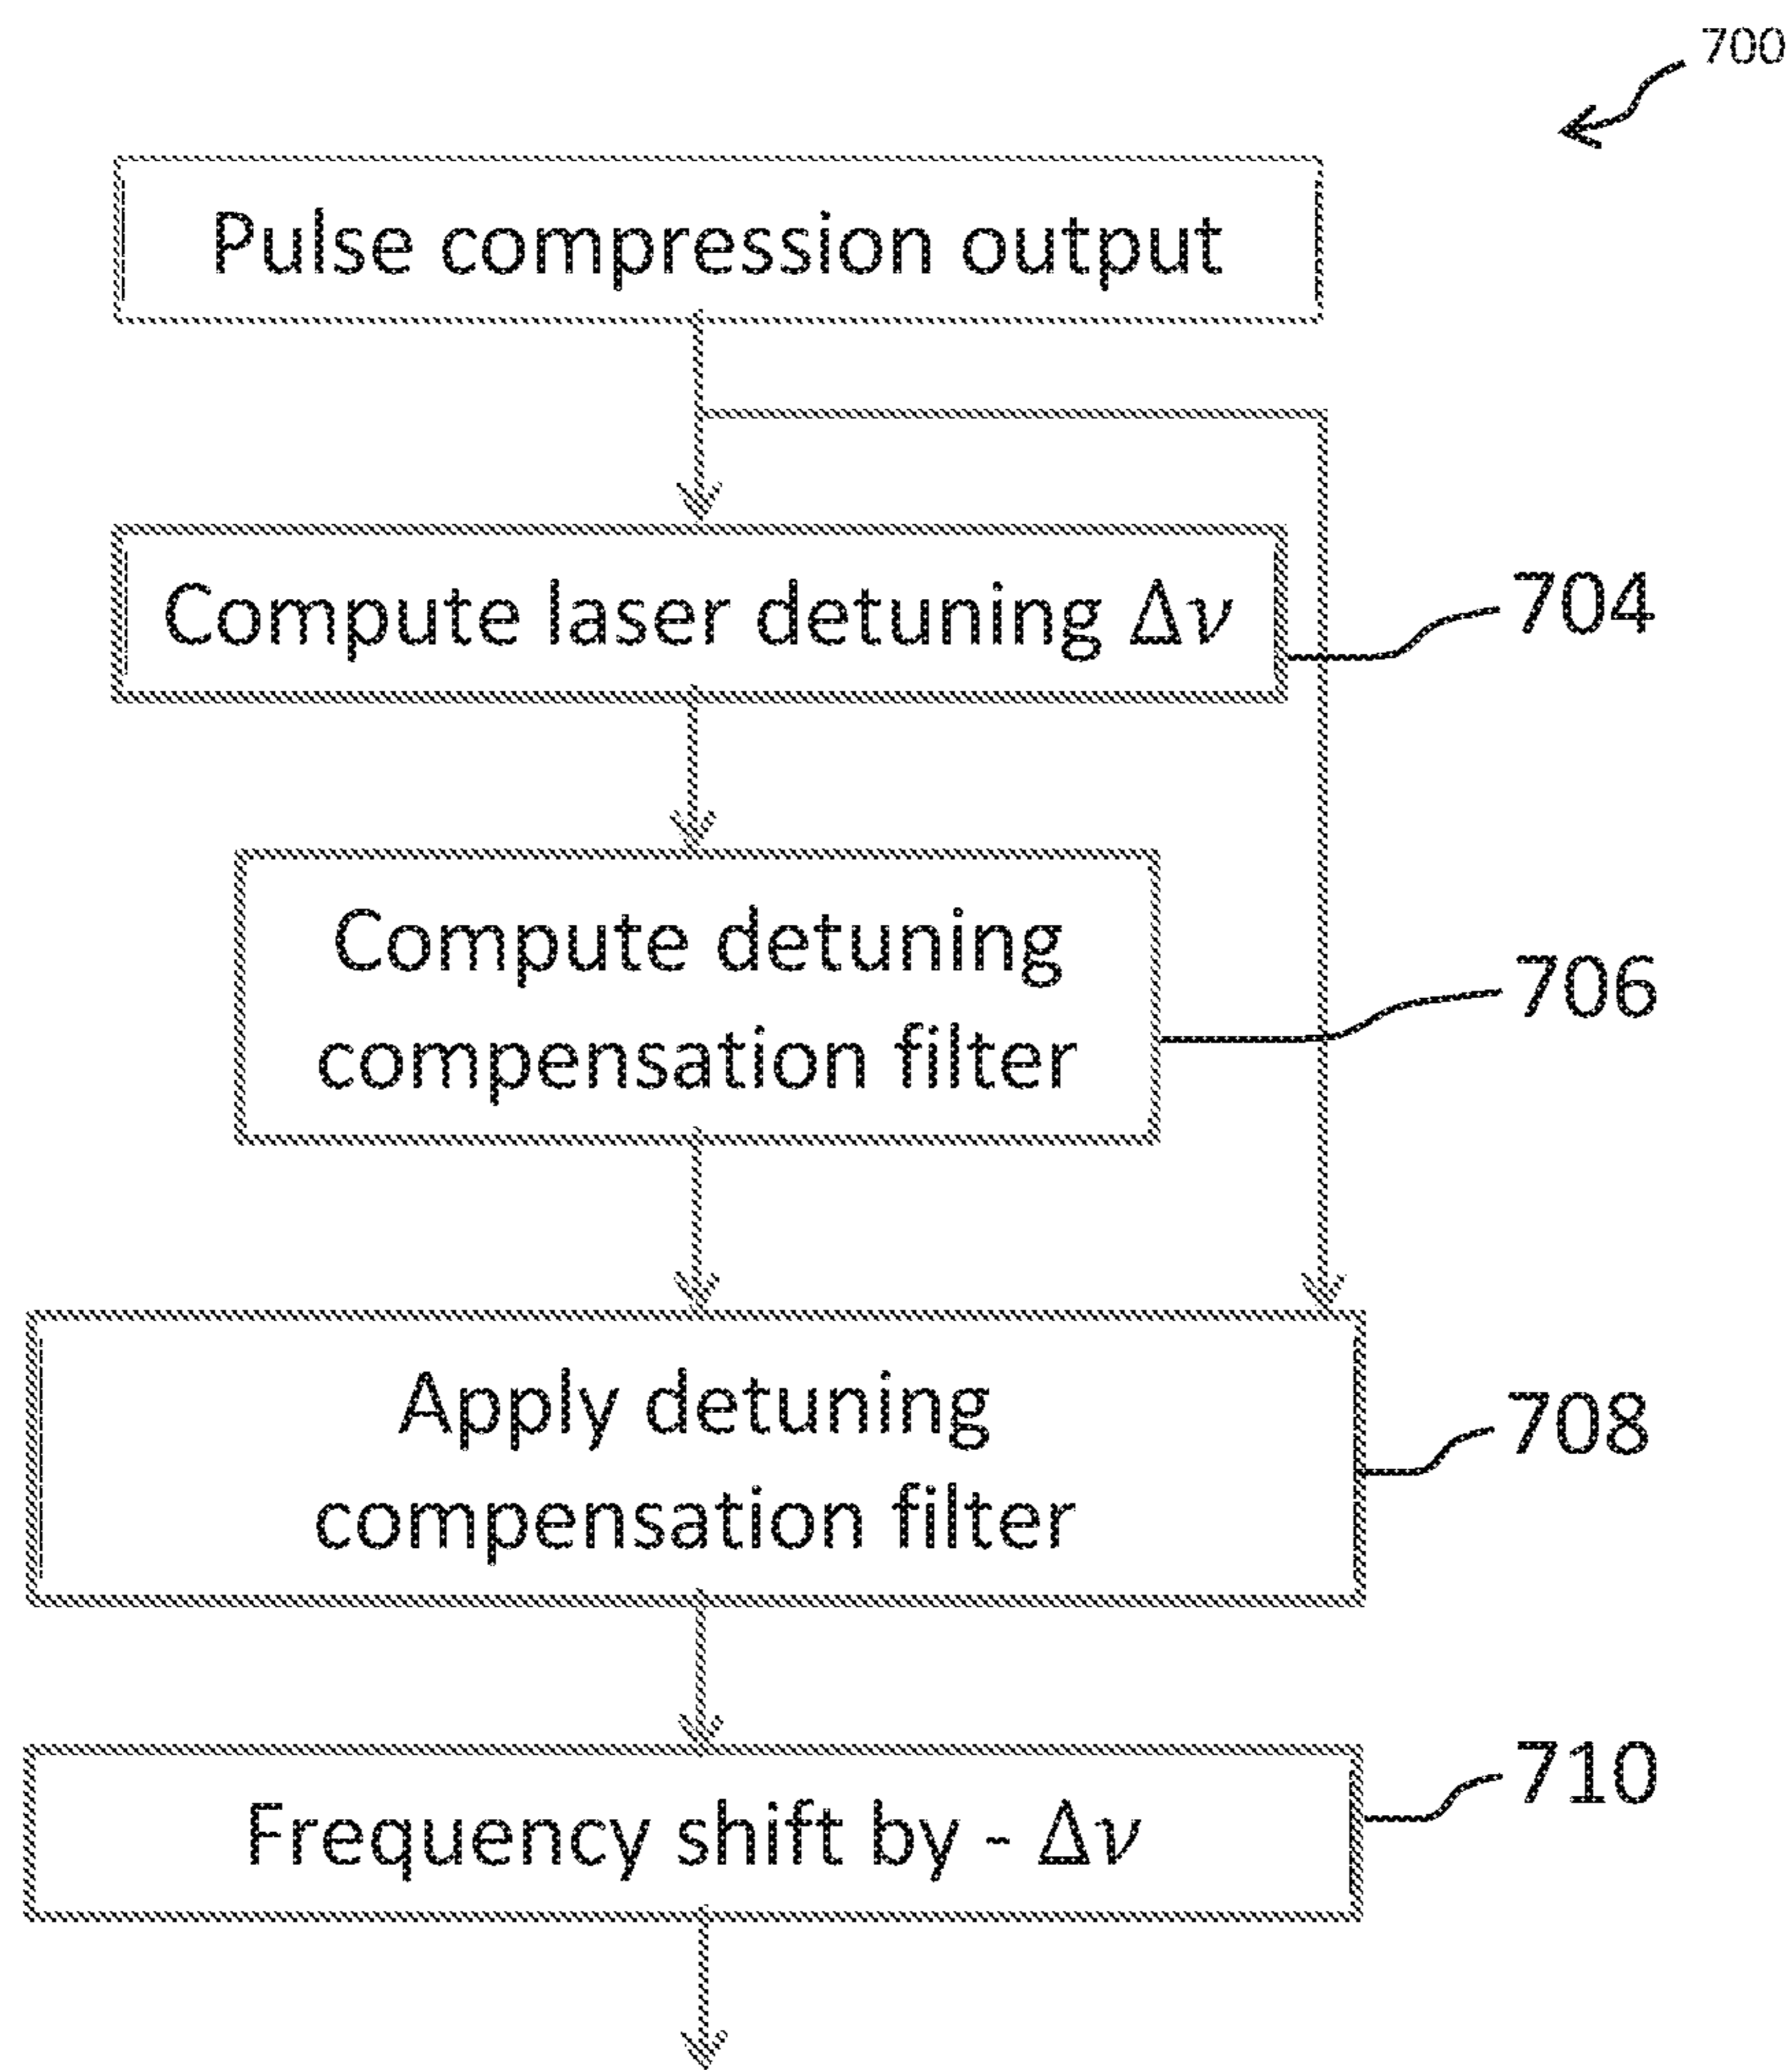 700
Pulse compression output
Compute laser detuning Δν
704
Compute detuning
compensation filter
706
Apply detuning
compensation filter
708
Frequency shift by - Δν
710